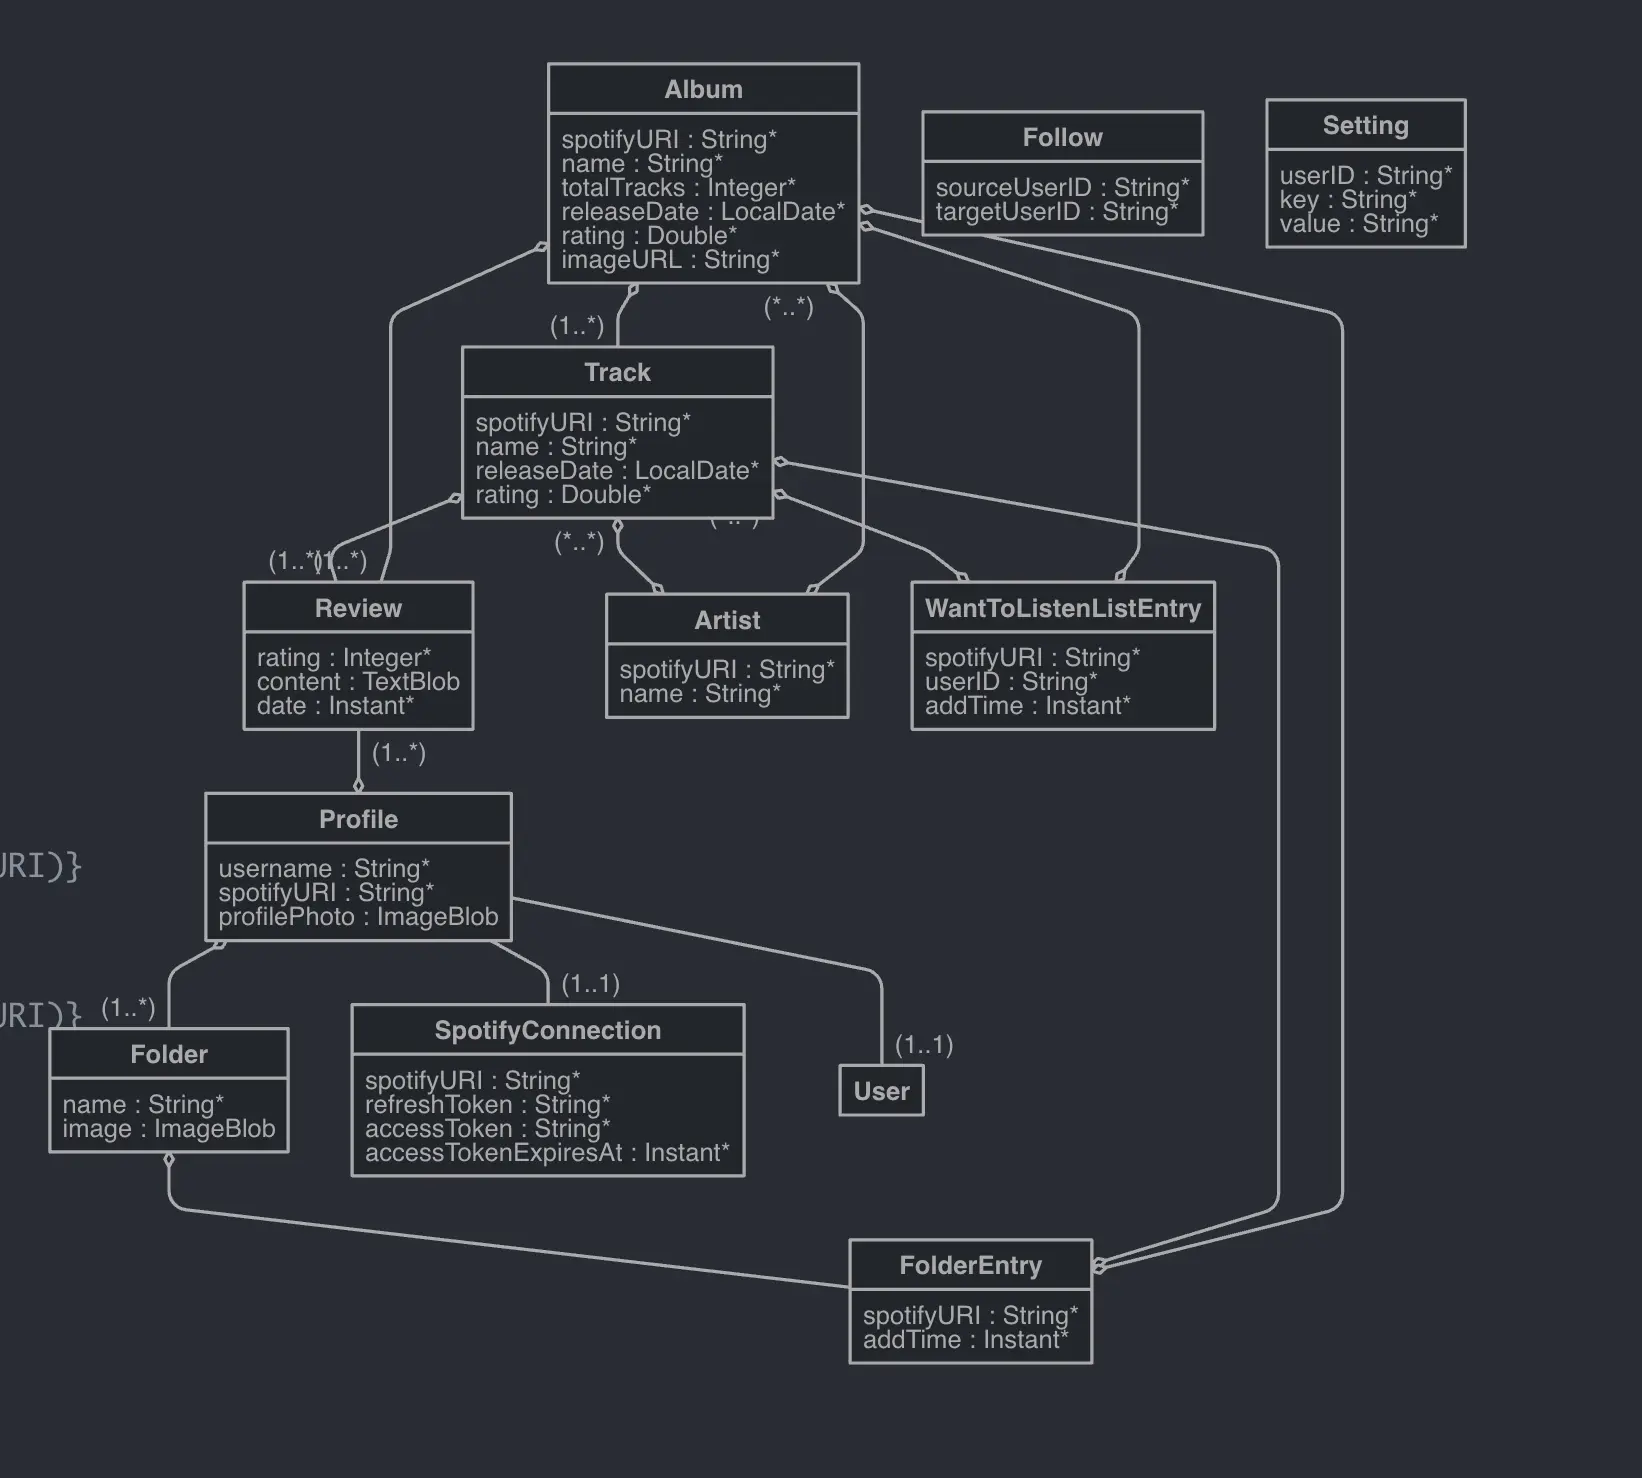 Album
spotifyURI : String*
name : String*
totalTracks : Integer*
releaseDate : LocalDate*
rating : Double*
imageURL : String*
Follow
sourceUserID : String*
targetUserID : String*
Setting
userID : String*
key : String*
value : String*
(*..*)
(1..*)
Track
spotifyURI : String*
name : String*
releaseDate : LocalDate*
rating : Double*
(*..*)
(1..*)
(1..*)
Review
rating : Integer*
content : TextBlob
date : Instant*
Artist
spotifyURI : String*
name : String*
WantToListenListEntry
spotifyURI : String*
userID : String*
addTime : Instant*
(1..*)
Profile
username : String*
spotifyURI : String*
profilePhoto : ImageBlob
URI)}
(1..1)
URI)}
(1..*)
Folder
name : String*
image : ImageBlob
SpotifyConnection
spotifyURI : String*
refreshToken : String*
accessToken : String*
accessTokenExpiresAt : Instant*
(1..1)
User
FolderEntry
spotifyURI : String*
addTime : Instant*